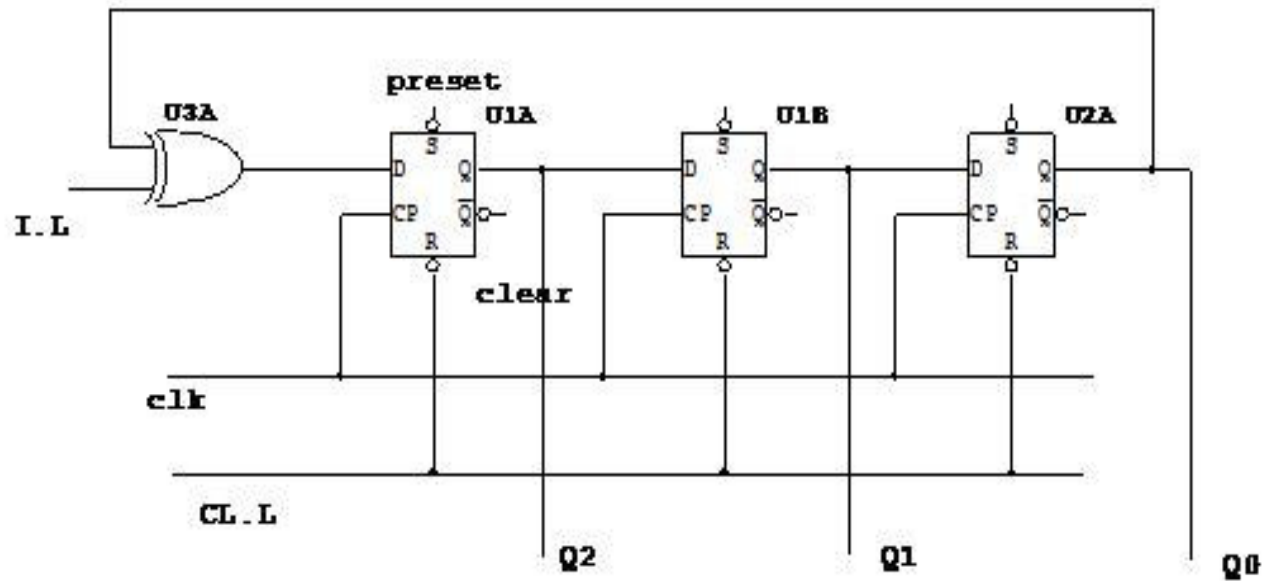 preset
U3A
U1A
U1B
U2A
S
S
S
D
Q
D
Q
D
Q
I.L
CP
Q
CP
Q
CP
Q
R
R
R
clear
clk
CL.L
Q2
Q1
Q0